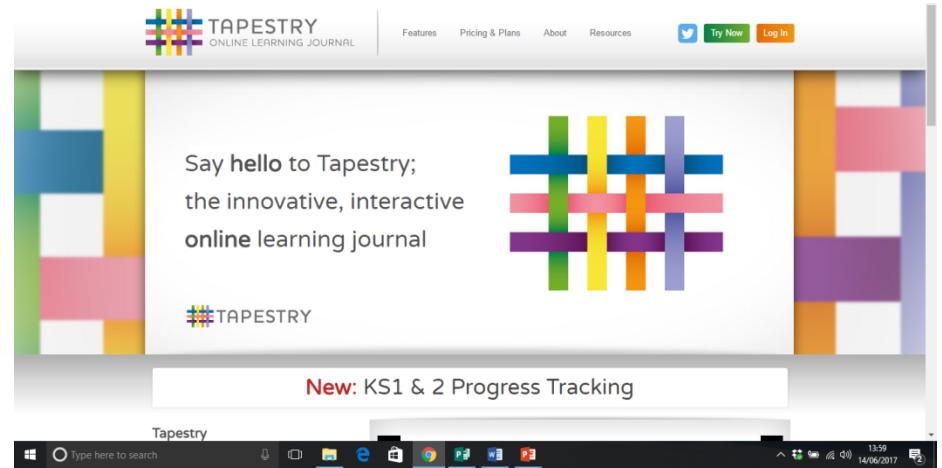 TAPESTRY
ONLINE LEARNING JOURNAL
Features Pricing & Plans About Resources Try Now Log In
Say hello to Tapestry;
the innovative, interactive
online learning journal
TAPESTRY
New: KS1 & 2 Progress Tracking
Tapestry
Type here to search
13:59
14/06/2017
2